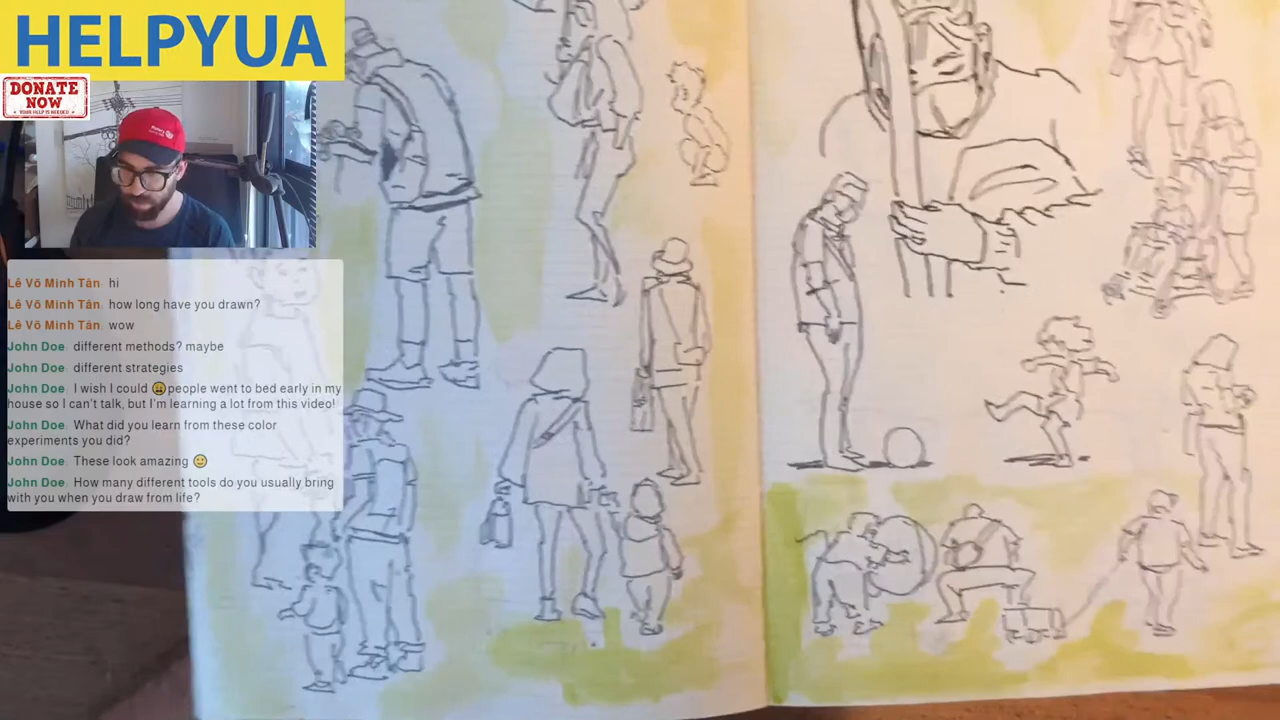 HELPYUA
DONATE
NOW
YOUR HELP IS NEEDED
Lê Võ Minh Tân hi
Lê Võ Minh Tân how long have you drawn?
Lê Võ Minh Tân wow
John Doe different methods? maybe
John Doe different strategies
John Doe I wish I could 😩people went to bed early in my
house so I can't talk, but I'm learning a lot from this video!
John Doe What did you learn from these color
experiments you did?
John Doe These look amazing 🙂
John Doe How many different tools do you usually bring
with you when you draw from life?